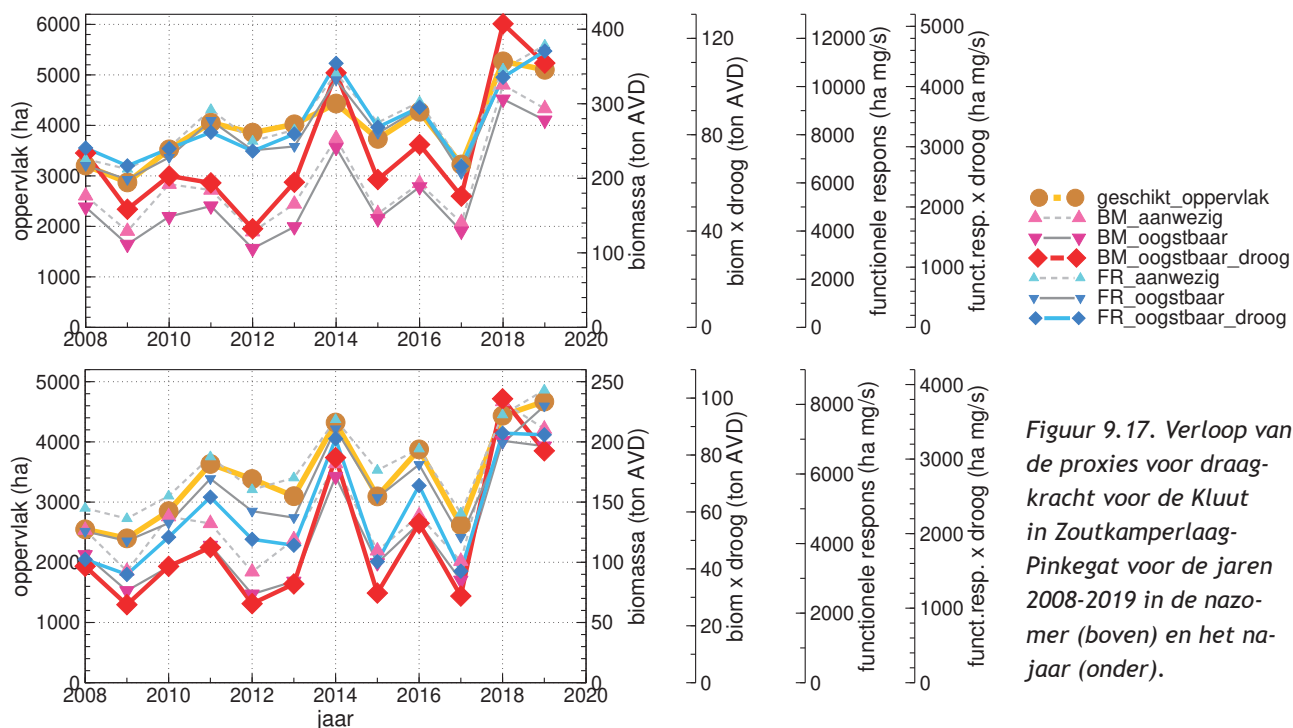 oppervlak (ha)
6000
5000
4000
3000
2000
1000
0
2008 2010 2012 2014 2016 2018 2020
biomassa (ton AVD)
400
300
200
100
0
biom x droog (ton AVD)
120
80
40
0
functionele respons (ha mg/s)
12000
10000
8000
6000
4000
2000
0
funct.resp. x droog (ha mg/s)
5000
4000
3000
2000
1000
0
geschikt_oppervlak
BM_aanwezig
BM_oogstbaar
BM_oogstbaar_droog
FR_aanwezig
FR_oogstbaar
FR_oogstbaar_droog
oppervlak (ha)
5000
4000
3000
2000
1000
0
2008 2010 2012 2014 2016 2018 2020
jaar
biomassa (ton AVD)
250
200
150
100
50
0
biom x droog (ton AVD)
100
80
60
40
20
0
functionele respons (ha mg/s)
8000
6000
4000
2000
0
funct.resp. x droog (ha mg/s)
4000
3000
2000
1000
0
Figuur 9.17. Verloop van
de proxies voor draag-
kracht voor de Kluut
in Zoutkamperlaag-
Pinkegat voor de jaren
2008-2019 in de nazo-
mer (boven) en het na-
jaar (onder).